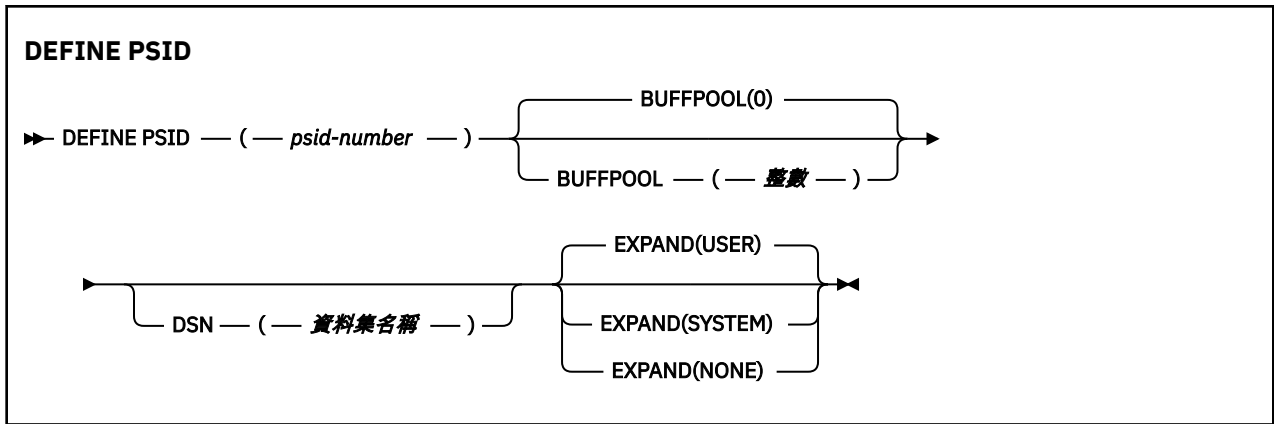 DEFINE PSID
BUFFPOOL(0)
DEFINE PSID ( psid-number )
BUFFPOOL ( 整數 )
EXPAND(USER)
DSN ( 資料集名稱 )
EXPAND(SYSTEM)
EXPAND(NONE)